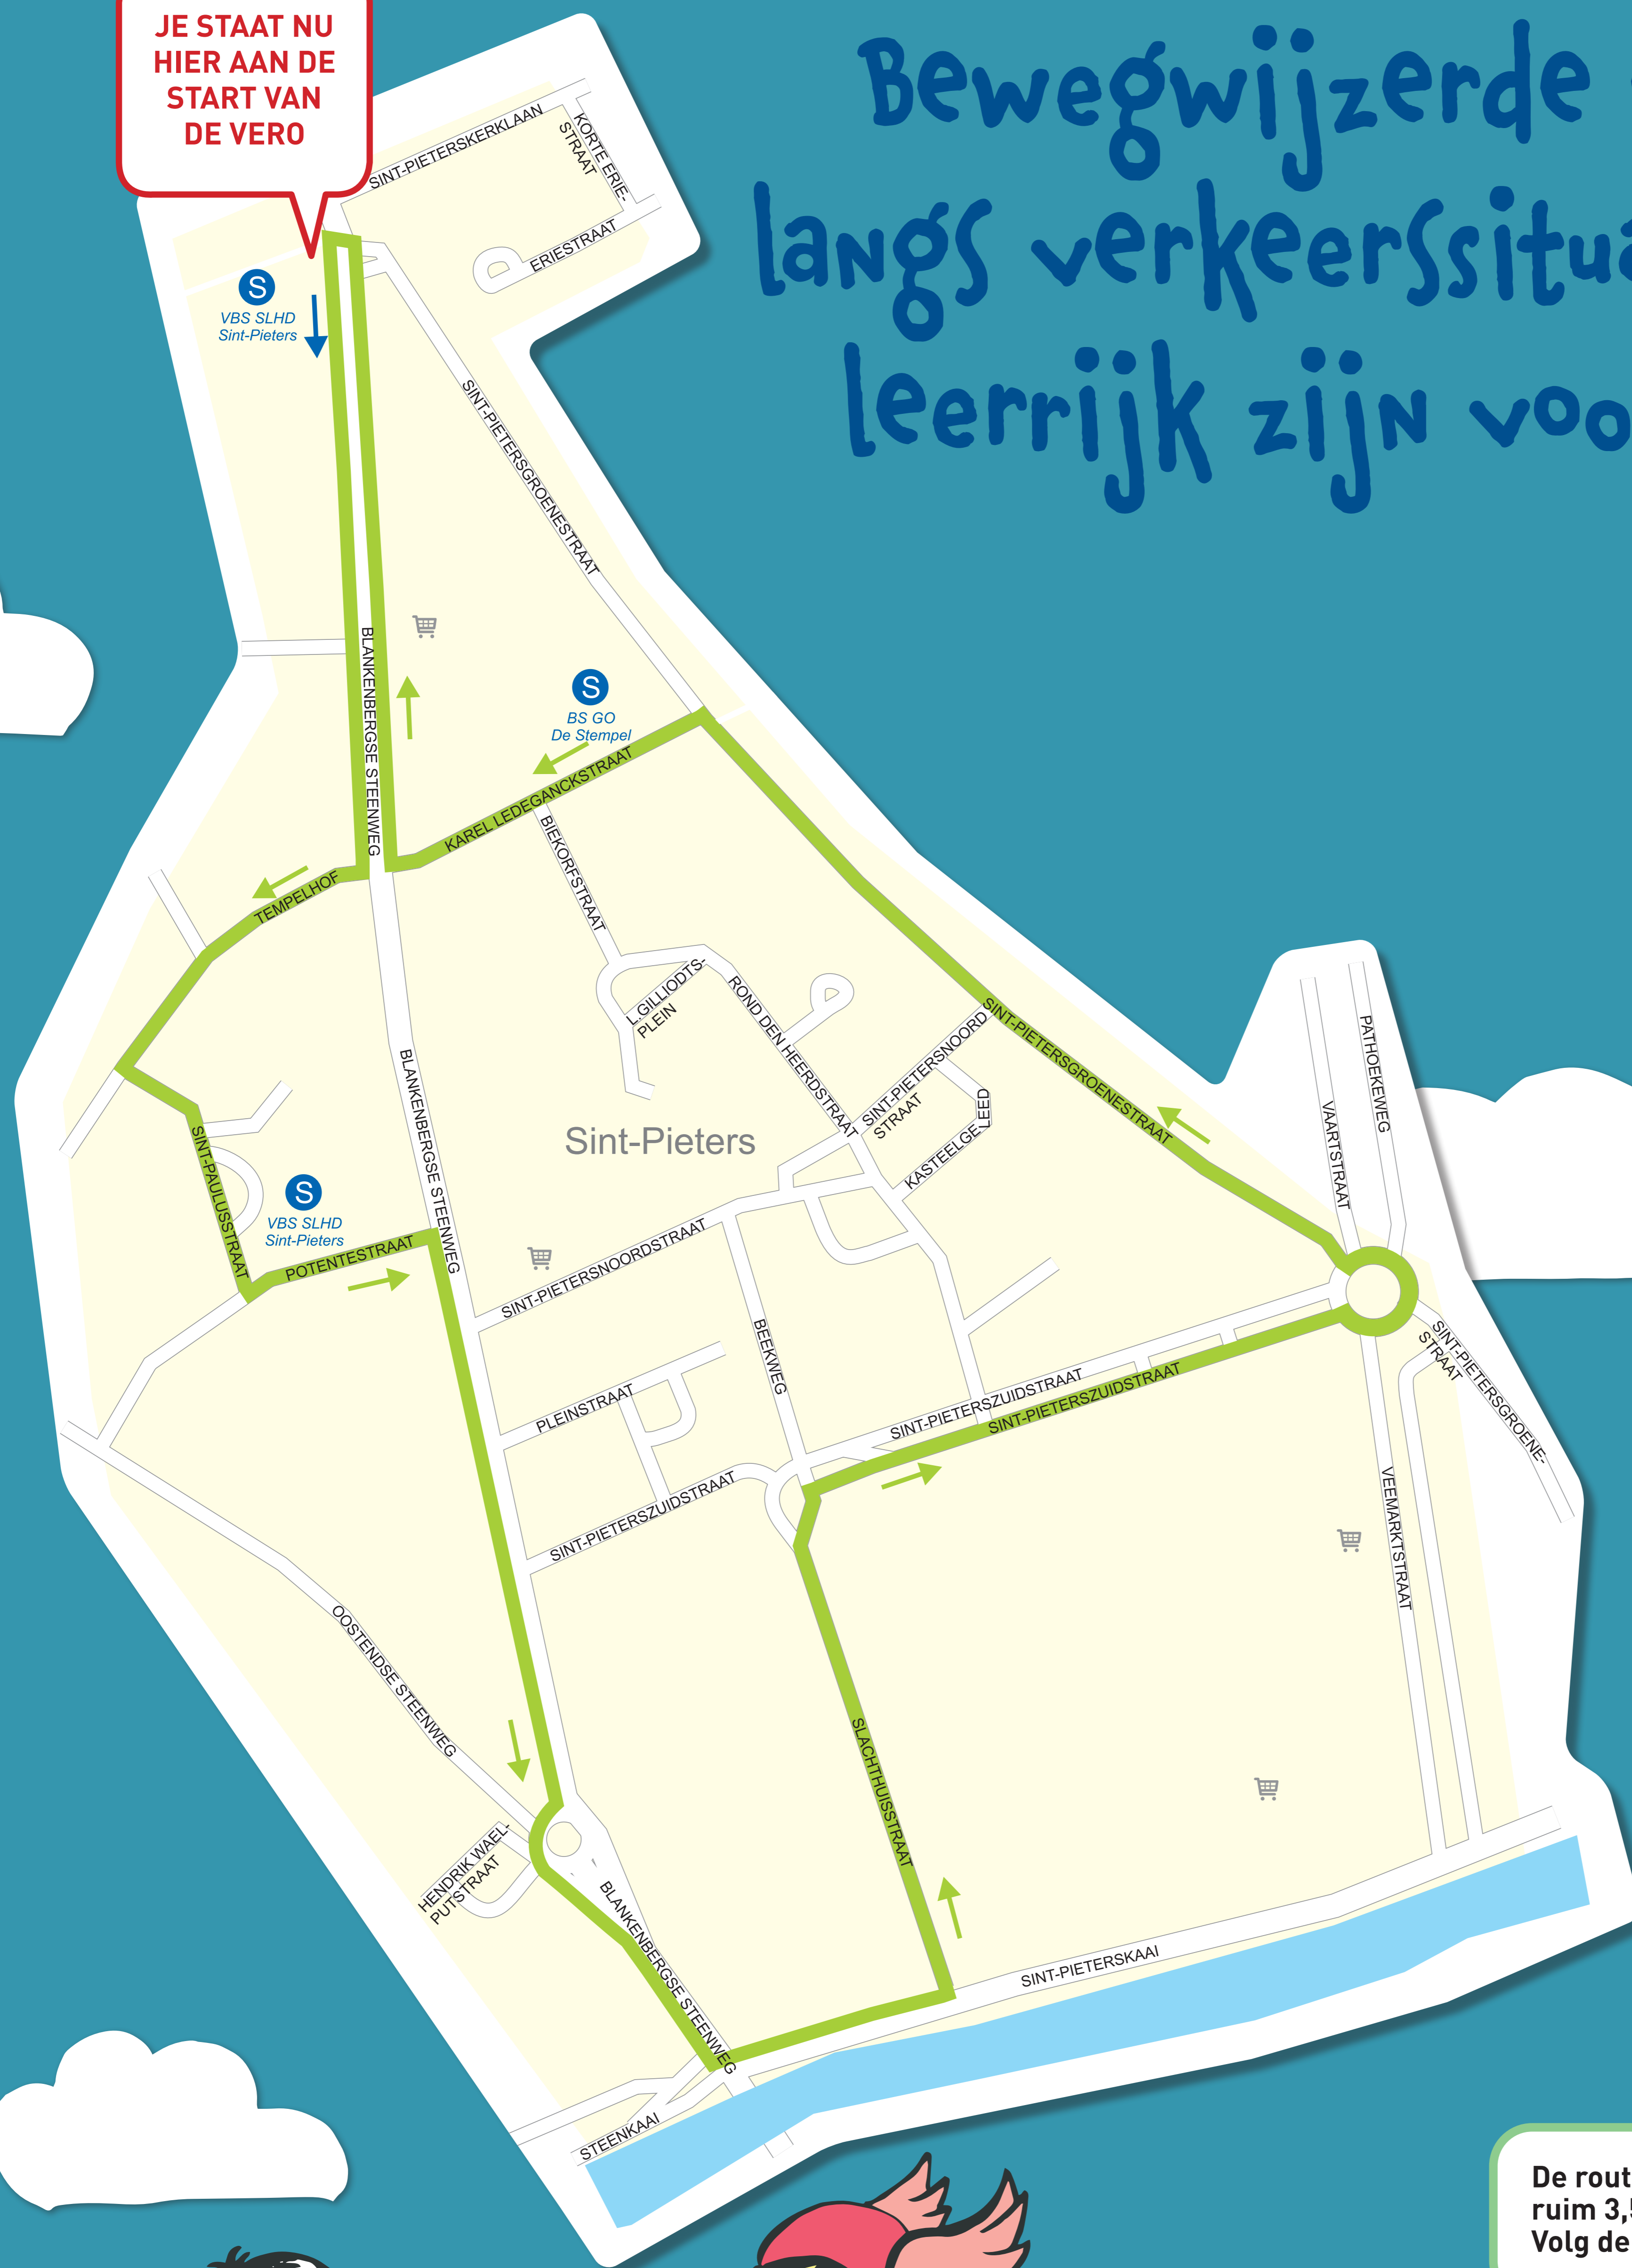 JE STAAT NU
HIER AAN DE
START VAN
DE VERO
Bewegwijzerde
langs verkeerssitua
leerrijk zijn voo
SINT-PIETERSKERKLAAN
KORTE ERIE-
STRAAT
ERIESTRAAT
S
VBS SLHD
Sint-Pieters
SINT-PIETERSGROENESTRAAT
BLANKENBERGSE STEENWEG
S
BS GO
De Stempel
KAREL LEDEGANCKSTRAAT
BIEKORFSTRAAT
TEMPELHOF
L.GILLIODTS-
PLEIN
ROND DEN HEERDSTRAAT
SINT-PIETERSNOORD
STRAAT
SINT-PIETERSGROENESTRAAT
PATHOEKEWEG
VAARTSTRAAT
KASTEELGELEED
BLANKENBERGSE STEENWEG
Sint-Pieters
SINT-PAULUSSTRAAT
S
VBS SLHD
Sint-Pieters
POTENTESTRAAT
SINT-PIETERSNOORDSTRAAT
BEEKWEG
SINT-PIETERSGROENE-
STRAAT
PLEINSTRAAT
SINT-PIETERSZUIDSTRAAT
SINT-PIETERSZUIDSTRAAT
SINT-PIETERSZUIDSTRAAT
VEEMARKTSTRAAT
OOSTENDSE STEENWEG
SLACHTHUISSTRAAT
HENDRIK WAEL-
PUTSTRAAT
BLANKENBERGSE STEENWEG
SINT-PIETERSKAAI
STEENKAAI
De rout
ruim 3,5
Volg de